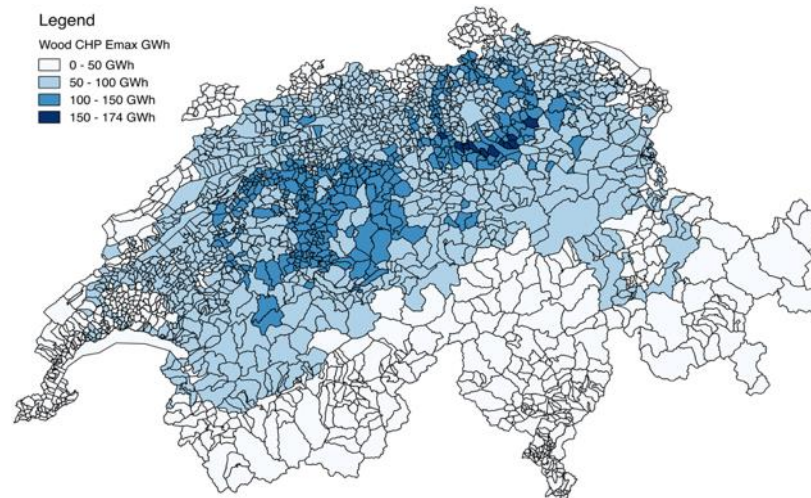 Legend
Wood CHP Emax GWh
0 - 50 GWh
50 - 100 GWh
100 - 150 GWh
150 - 174 GWh